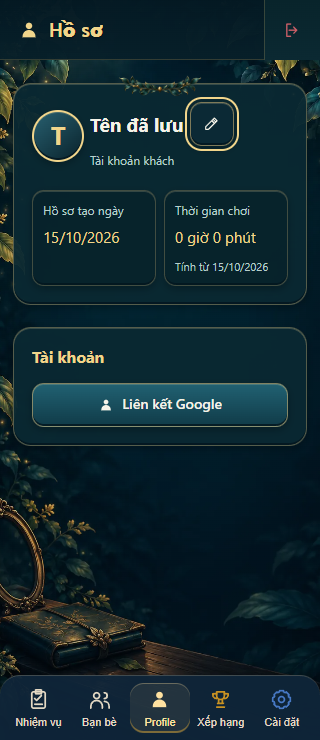 Hồ sơ
T
Tên đã lưu
Tài khoản khách
Hồ sơ tạo ngày
15/10/2026
Thời gian chơi
0 giờ 0 phút
Tính từ 15/10/2026
Tài khoản
Liên kết Google
Nhiệm vụ
Bạn bè
Profile
Xếp hạng
Cài đặt